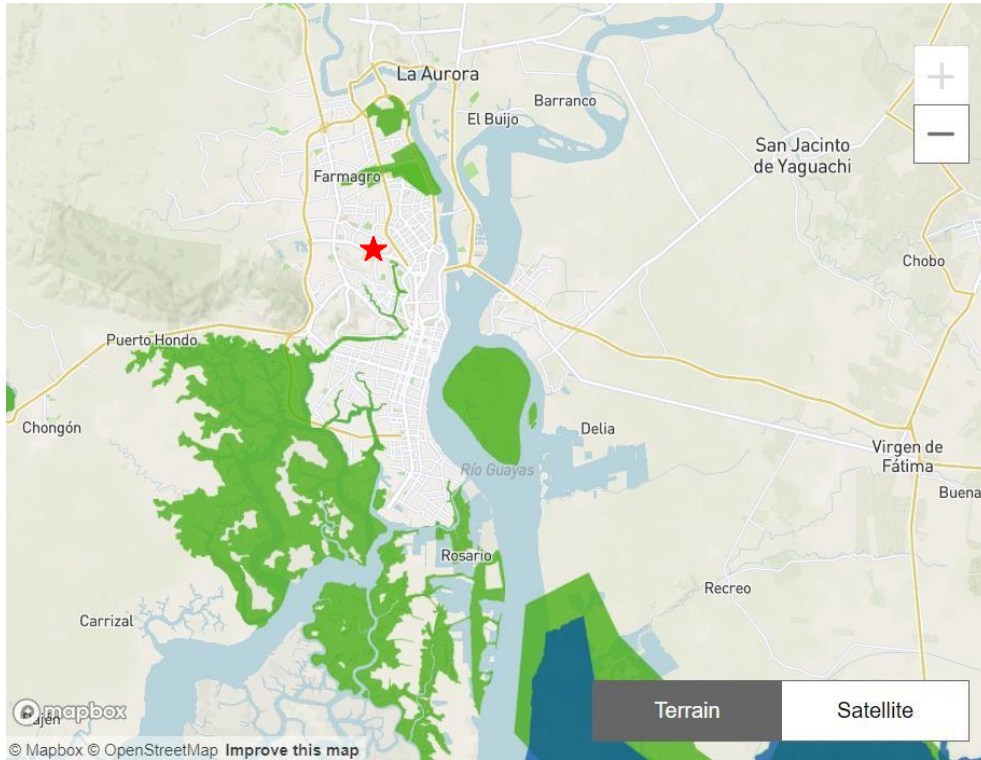 La Aurora
Barranco
El Buijo
San Jacinto
de Yaguachi
Farmagro
Chobo
Puerto Hondo
Chongón
Delia
Virgen de
Fátima
Río Guayas
Buena
Rosario
Recreo
Carrizal
Terrain
Satellite
mapbox
© Mapbox © OpenStreetMap Improve this map